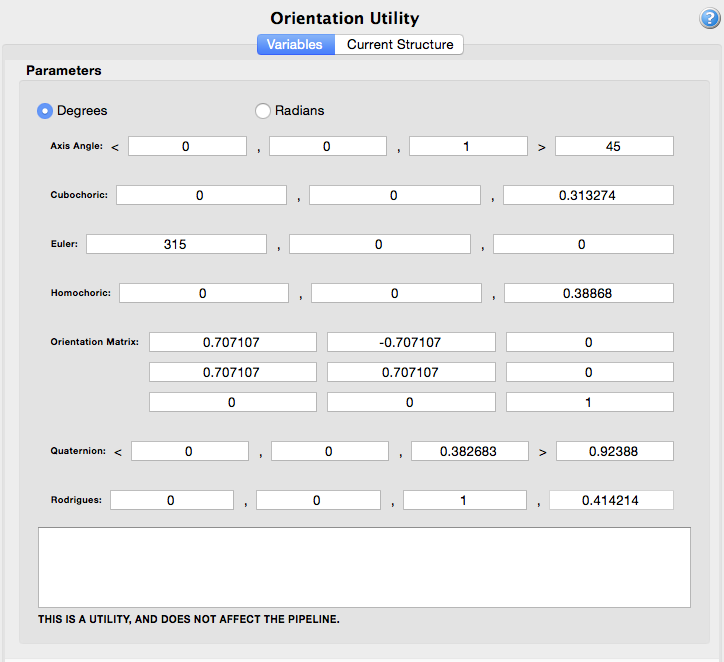 Orientation Utility
?
Variables Current Structure
Parameters
Degrees Radians
Axis Angle: < 0 , 0 , 1 > 45
Cubochoric: 0 , 0 , 0.313274
Euler: 315 , 0 , 0
Homochoric: 0 , 0 , 0.38868
Orientation Matrix: 0.707107 -0.707107 0
0.707107 0.707107 0
0 0 1
Quaternion: < 0 , 0 , 0.382683 > 0.92388
Rodrigues: 0 , 0 , 1 , 0.414214
THIS IS A UTILITY, AND DOES NOT AFFECT THE PIPELINE.